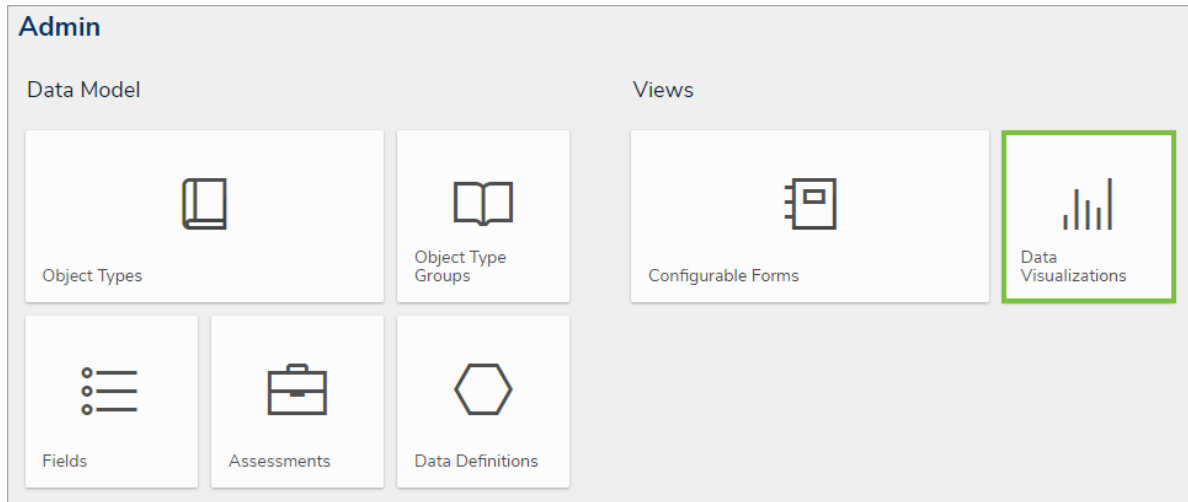 Admin
Data Model
Views
Object Types
Object Type
Groups
Configurable Forms
Data
Visualizations
Fields
Assessments
Data Definitions